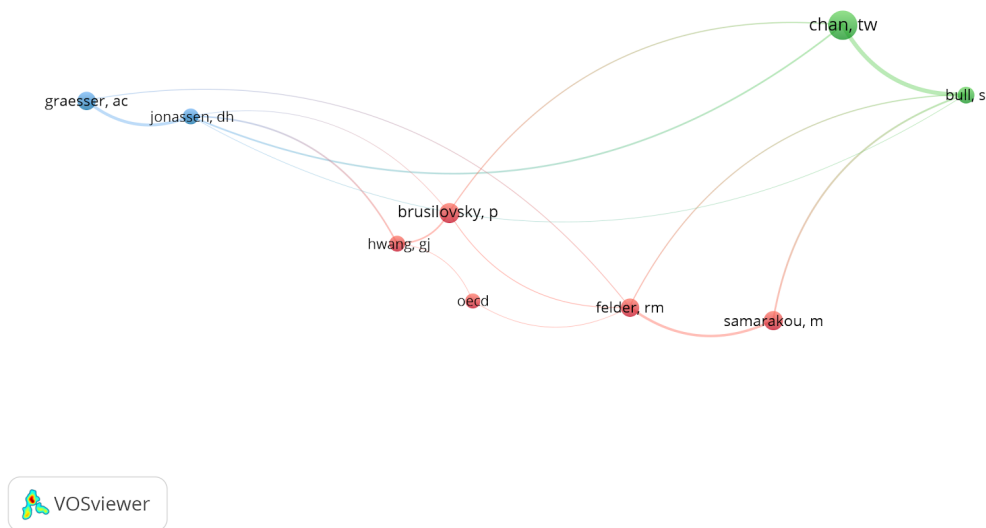 chan, tw
bull, s
graesser, ac
jonassen, dh
brusilovsky, p
hwang, gj
oecd
felder, rm
samarakou, m
VOSviewer